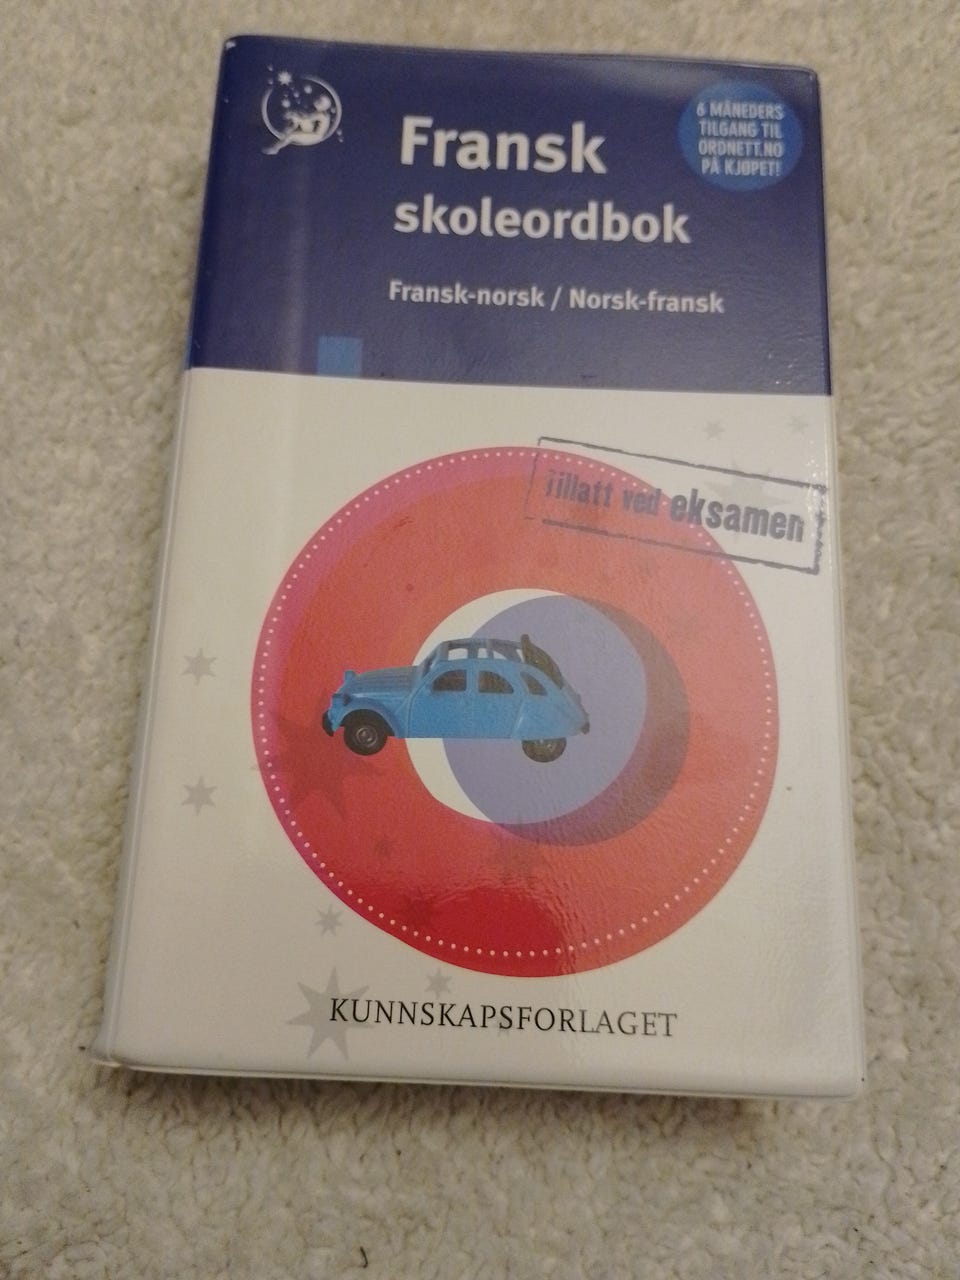 Fransk
skoleordbok
Fransk-norsk / Norsk-fransk
6 MÅNEDERS
TILGANG TIL
ORDNETT.NO
PÅ KJØPET!
Tillatt ved eksamen
KUNNSKAPSFORLAGET